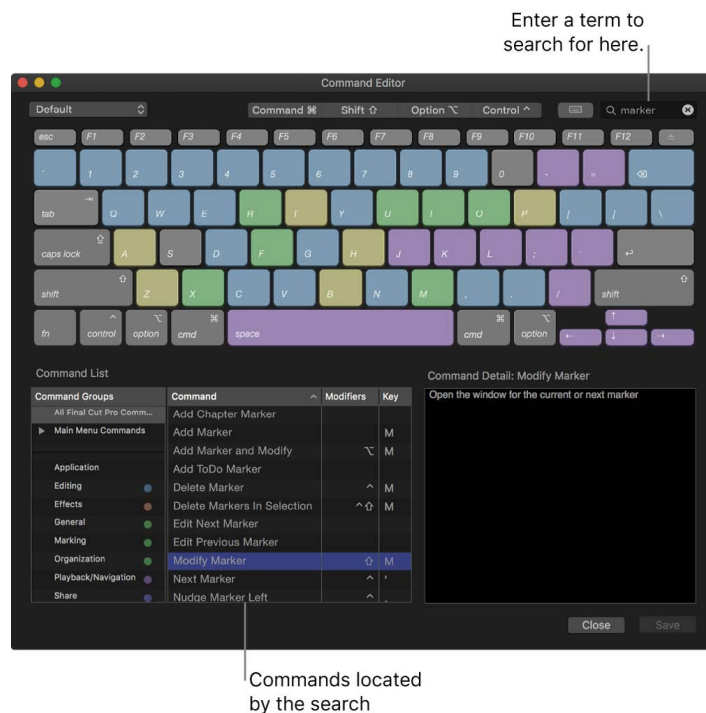 Enter a term to
search for here.
Command Editor
Default Command ⌘ Shift ⇧ Option ⌥ Control ^ marker
esc F1 F2 F3 F4 F5 F6 F7 F8 F9 F10 F11 F12
` 1 2 3 4 5 6 7 8 9 0 - = ⌫
tab ⇥ Q W E R T Y U I O P [ ] \
caps lock ⇪ A S D F G H J K L ; ' ↩
shift ⇧ Z X C V B N M , . / shift ⇧
fn control ^ option ⌥ cmd ⌘ space cmd ⌘ option ⌥ ← ↑ ↓ →
Command List
Command Detail: Modify Marker
Command Groups Command ^ Modifiers Key
Open the window for the current or next marker
All Final Cut Pro Comm... Add Chapter Marker
Main Menu Commands Add Marker M
Add Marker and Modify ⌥ M
Application Add ToDo Marker
Editing Delete Marker ^ M
Effects Delete Markers In Selection ^⇧ M
General Edit Next Marker
Marking Edit Previous Marker
Organization Modify Marker ⇧ M
Playback/Navigation Next Marker ^ '
Share Nudge Marker Left ^ ,
Close Save
Commands located
by the search